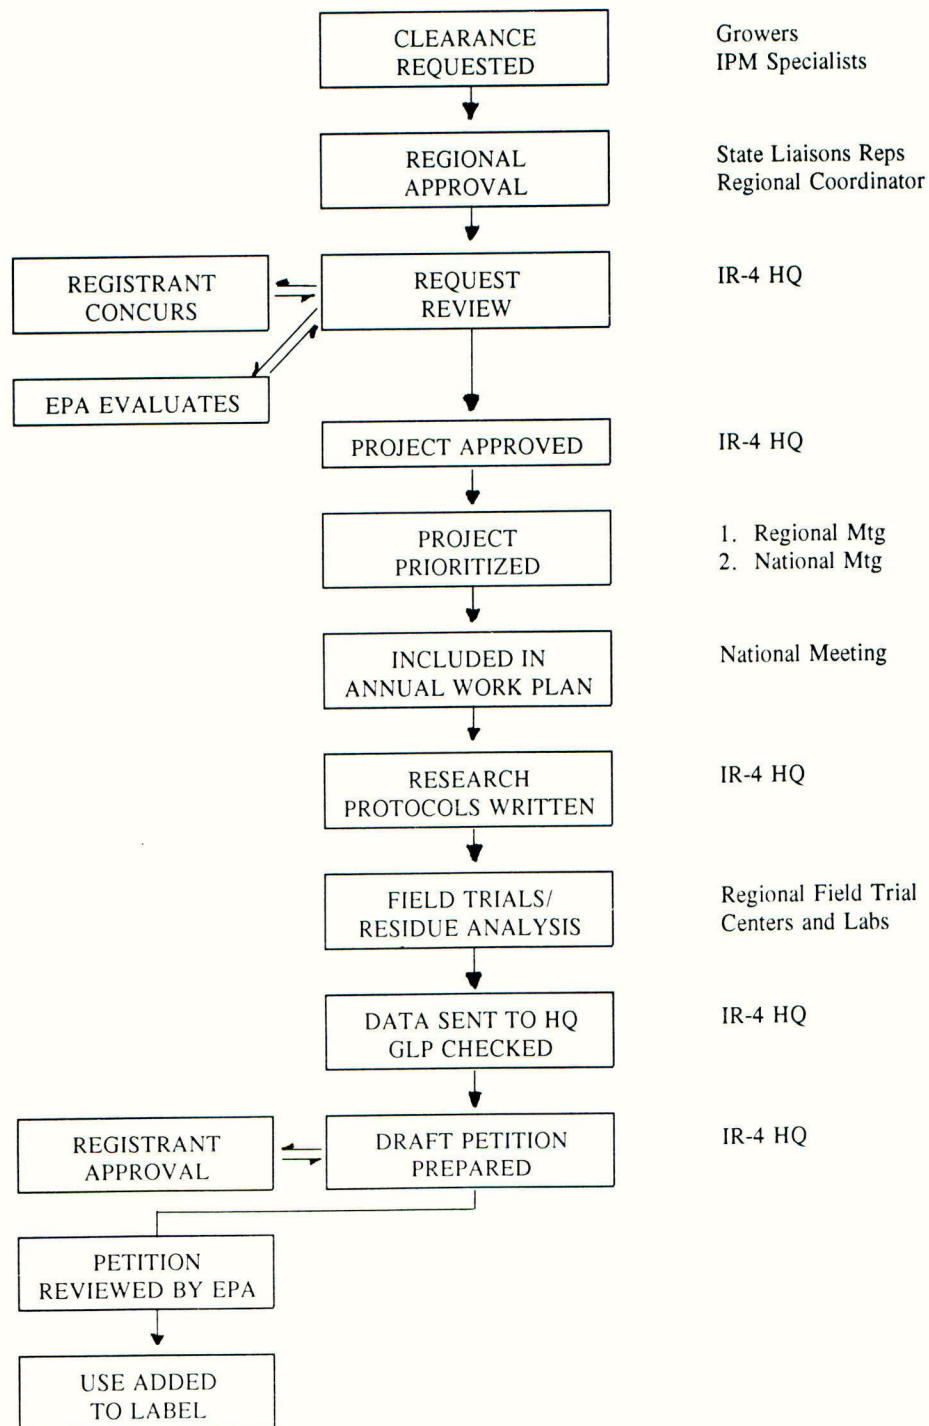 CLEARANCE
REQUESTED
Growers
IPM Specialists
REGIONAL
APPROVAL
State Liaisons Reps
Regional Coordinator
REGISTRANT
CONCURS
REQUEST
REVIEW
IR-4 HQ
EPA EVALUATES
PROJECT APPROVED
IR-4 HQ
PROJECT
PRIORITIZED
1. Regional Mtg
2. National Mtg
INCLUDED IN
ANNUAL WORK PLAN
National Meeting
RESEARCH
PROTOCOLS WRITTEN
IR-4 HQ
FIELD TRIALS/
RESIDUE ANALYSIS
Regional Field Trial
Centers and Labs
DATA SENT TO HQ
GLP CHECKED
IR-4 HQ
REGISTRANT
APPROVAL
DRAFT PETITION
PREPARED
IR-4 HQ
PETITION
REVIEWED BY EPA
USE ADDED
TO LABEL